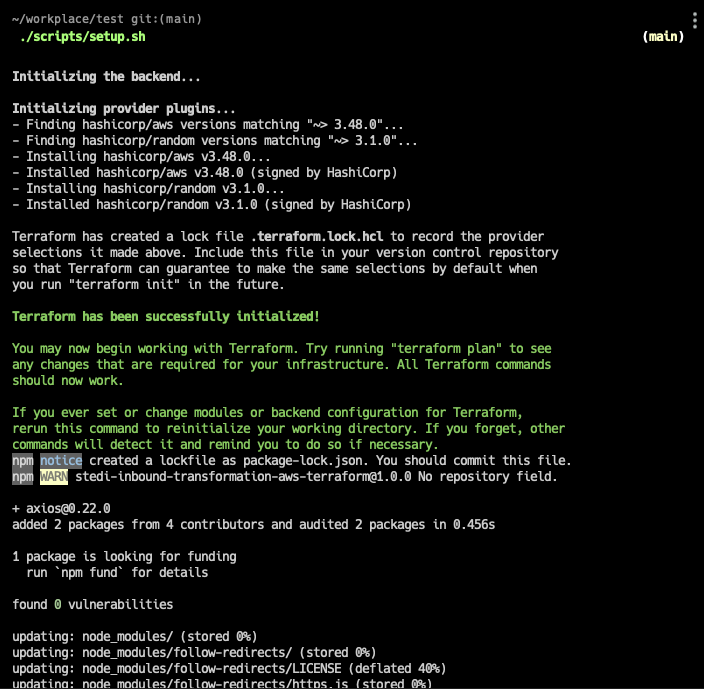 ~/workplace/test git:(main)
./scripts/setup.sh (main)
Initializing the backend...
Initializing provider plugins...
- Finding hashicorp/aws versions matching "~> 3.48.0"...
- Finding hashicorp/random versions matching "~> 3.1.0"...
- Installing hashicorp/aws v3.48.0...
- Installed hashicorp/aws v3.48.0 (signed by HashiCorp)
- Installing hashicorp/random v3.1.0...
- Installed hashicorp/random v3.1.0 (signed by HashiCorp)
Terraform has created a lock file .terraform.lock.hcl to record the provider
selections it made above. Include this file in your version control repository
so that Terraform can guarantee to make the same selections by default when
you run "terraform init" in the future.
Terraform has been successfully initialized!
You may now begin working with Terraform. Try running "terraform plan" to see
any changes that are required for your infrastructure. All Terraform commands
should now work.
If you ever set or change modules or backend configuration for Terraform,
rerun this command to reinitialize your working directory. If you forget, other
commands will detect it and remind you to do so if necessary.
npm notice created a lockfile as package-lock.json. You should commit this file.
npm WARN stedi-inbound-transformation-aws-terraform@1.0.0 No repository field.
+ axios@0.22.0
added 2 packages from 4 contributors and audited 2 packages in 0.456s
1 package is looking for funding
run `npm fund` for details
found 0 vulnerabilities
updating: node_modules/ (stored 0%)
updating: node_modules/follow-redirects/ (stored 0%)
updating: node_modules/follow-redirects/LICENSE (deflated 40%)
updating: node_modules/follow-redirects/https.js (stored 0%)